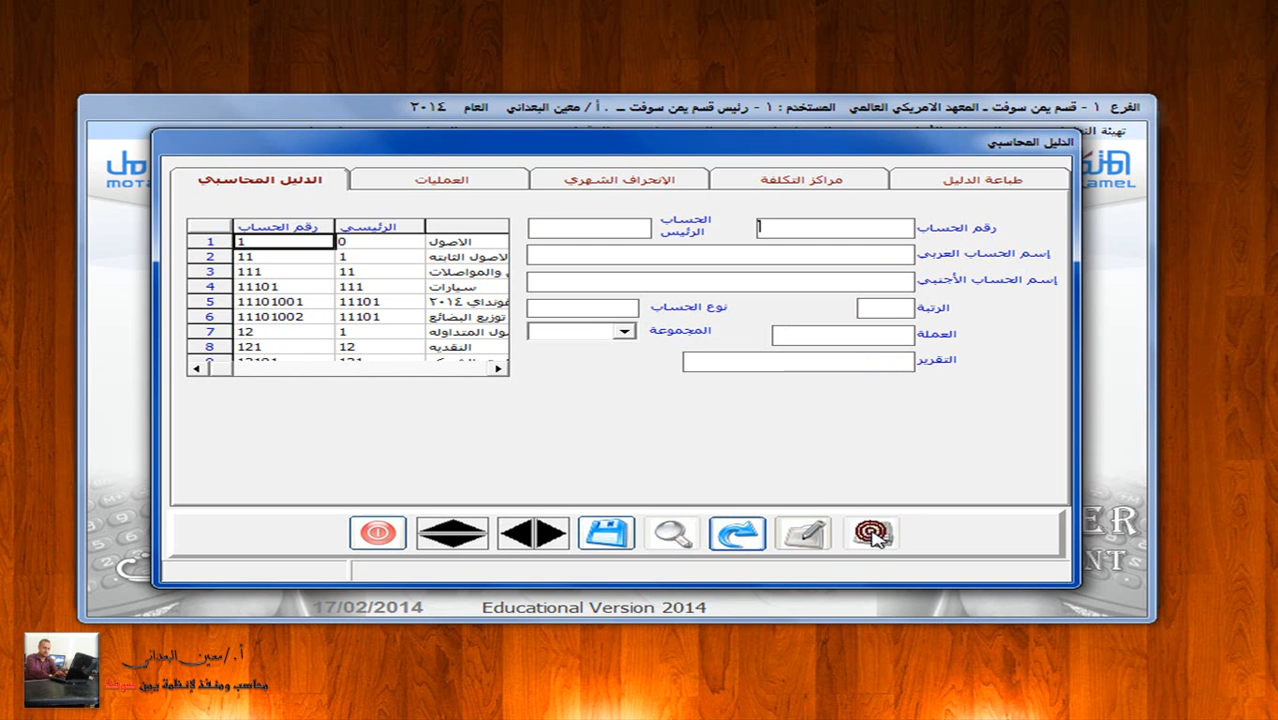 الفرع ١ - قسم يمن سوفت ـ المعهد الامريكي العالمي المستخدم : ١ - رئيس قسم يمن سوفت ــ . أ / معين البعداني العام ٢٠١٤
تهيئة
الدليل المحاسبي
طباعة الدليل
مراكز التكلفة
الإنحراف الشهري
العمليات
الدليل المحاسبي
رقم الحساب
الحساب الرئيس
إسم الحساب العربي
إسم الحساب الأجنبي
الرتبة
نوع الحساب
العملة
المجموعة
التقرير
رقم الحساب الرئيسي
1 1 0 الاصول
2 11 1 الاصول الثابته
3 111 11 والمواصلات
4 11101 111 سيارات
5 11101001 11101 ٢٠١٤
6 11101002 11101 توزيع البضائع
7 12 1 المتداوله
8 121 12 النقديه
17/02/2014 Educational Version 2014
أ./معين البعداني
محاسب ومنفذ لإنظمة يمن سوفت